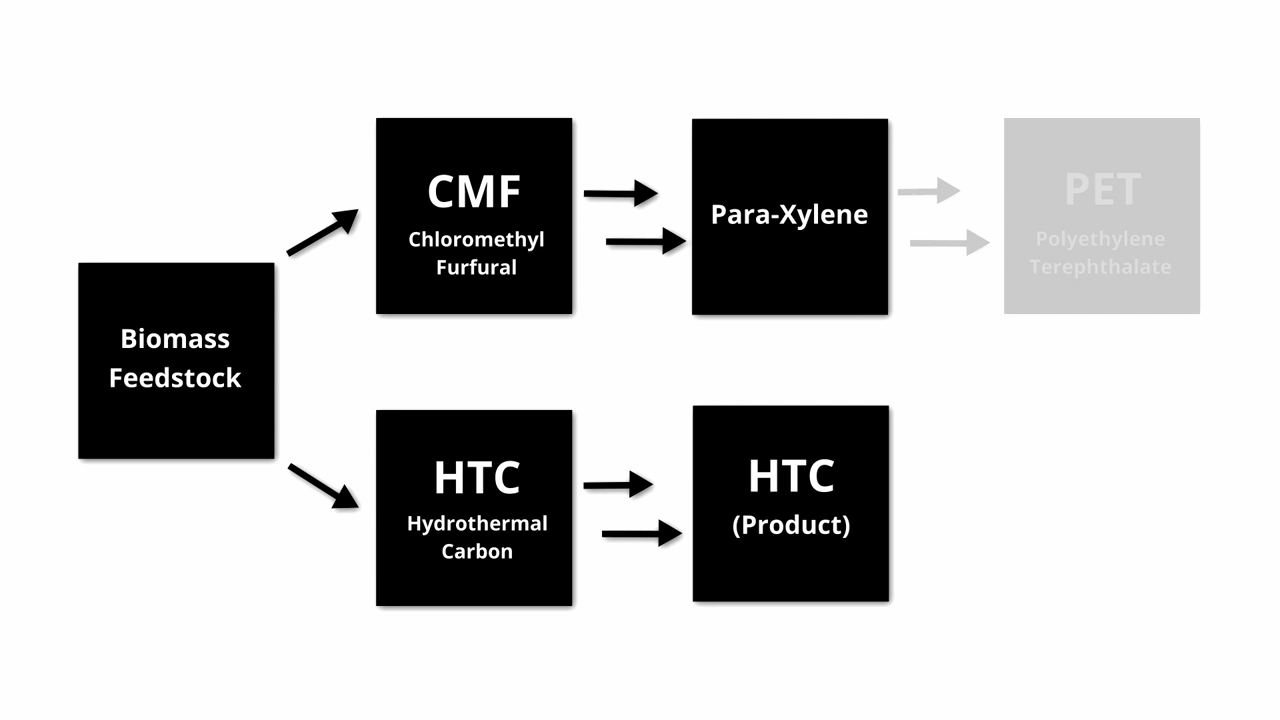 Biomass
Feedstock
CMF
Chloromethyl
Furfural
Para-Xylene
PET
Polyethylene
Terephthalate
HTC
Hydrothermal
Carbon
HTC
(Product)